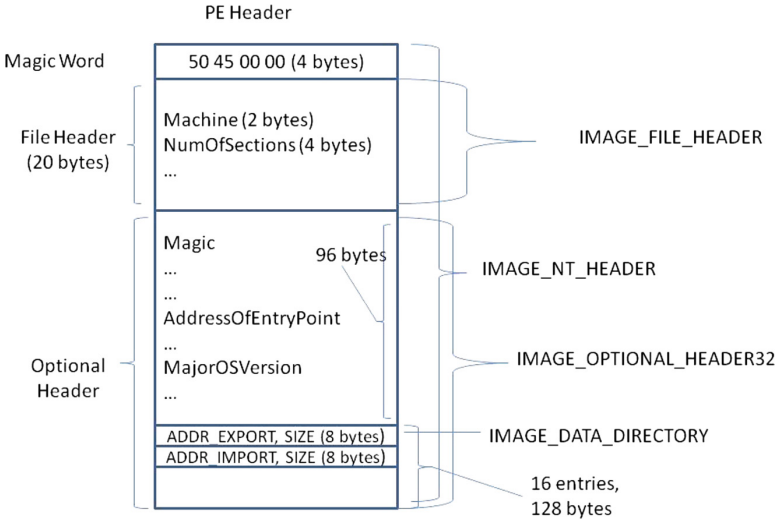 PE Header
Magic Word
50 45 00 00 (4 bytes)
File Header
(20 bytes)
Machine (2 bytes)
NumOfSections (4 bytes)
...
IMAGE_FILE_HEADER
Magic
...
...
AddressOfEntryPoint
...
MajorOSVersion
...
96 bytes
IMAGE_NT_HEADER
Optional
Header
IMAGE_OPTIONAL_HEADER32
ADDR_EXPORT, SIZE (8 bytes)
ADDR_IMPORT, SIZE (8 bytes)
IMAGE_DATA_DIRECTORY
16 entries,
128 bytes